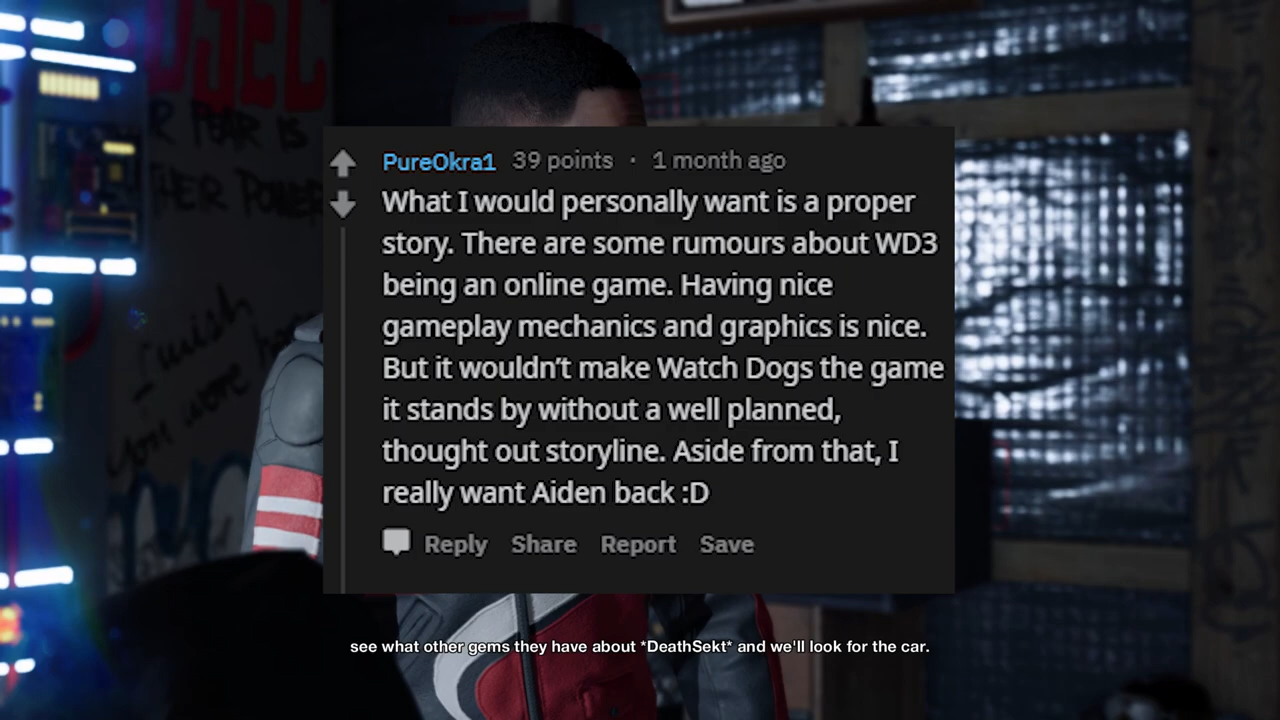 PureOkra1 39 points · 1 month ago
What I would personally want is a proper
story. There are some rumours about WD3
being an online game. Having nice
gameplay mechanics and graphics is nice.
But it wouldn't make Watch Dogs the game
it stands by without a well planned,
thought out storyline. Aside from that, I
really want Aiden back :D
Reply Share Report Save
see what other gems they have about *DeathSekt* and we'll look for the car.